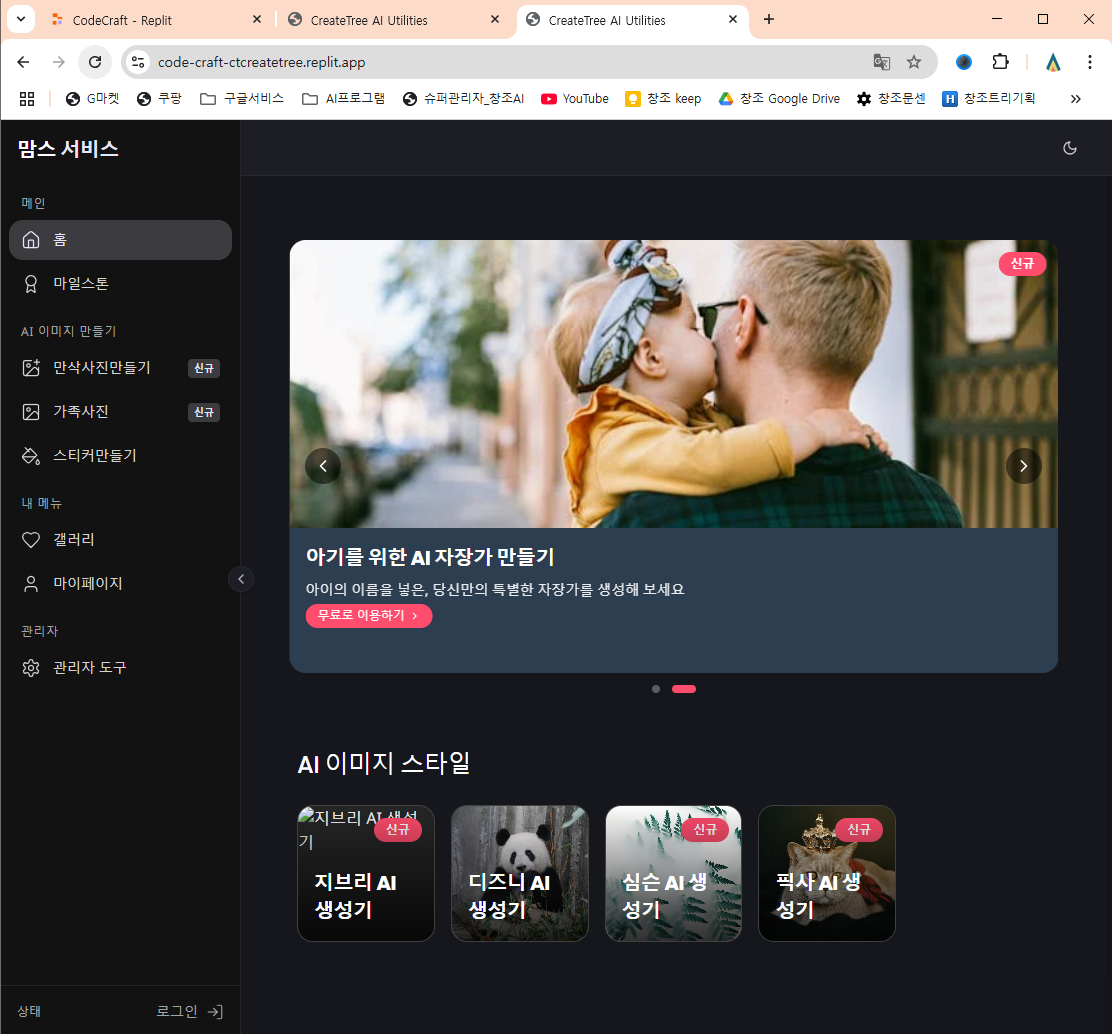 CodeCraft - Replit
CreateTree AI Utilities
CreateTree AI Utilities
code-craft-ctcreatetree.replit.app
G마켓
쿠팡
구글서비스
AI프로그램
슈퍼관리자_창조AI
YouTube
창조 keep
창조 Google Drive
창조문센
H
창조트리기획
맘스 서비스
메인
홈
마일스톤
AI 이미지 만들기
만삭사진만들기 신규
가족사진 신규
스티커만들기
내 메뉴
갤러리
마이페이지
관리자
관리자 도구
상태 로그인
신규
아기를 위한 AI 자장가 만들기
아이의 이름을 넣은, 당신만의 특별한 자장가를 생성해 보세요
무료로 이용하기
AI 이미지 스타일
지브리 AI 생성
기
신규
지브리 AI
생성기
디즈니 AI
생성기
신규
심슨 AI 생
성기
신규
픽사 AI 생
성기